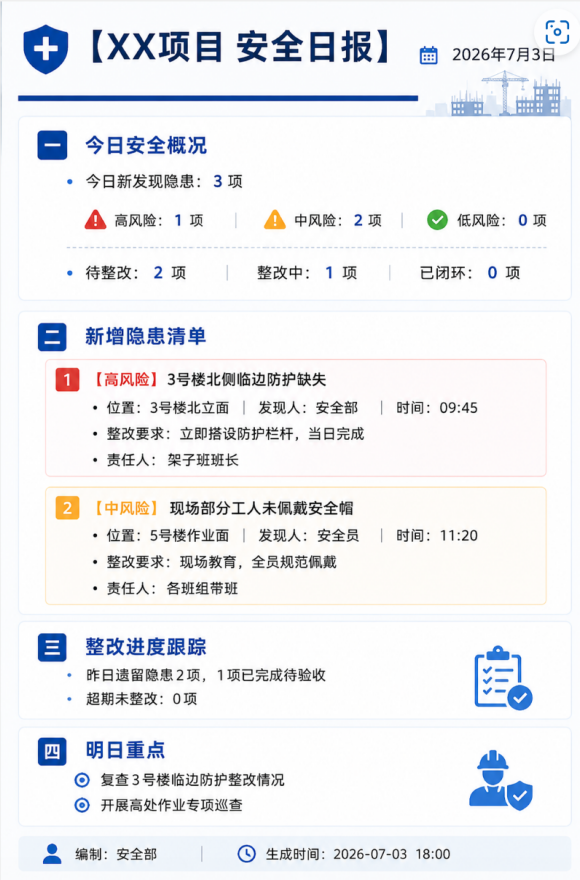 【XX项目 安全日报】
2026年7月3日
一 今日安全概况
• 今日新发现隐患：3 项
高风险：1 项 | 中风险：2 项 | 低风险：0 项
• 待整改：2 项 | 整改中：1 项 | 已闭环：0 项
二 新增隐患清单
1 【高风险】3号楼北侧临边防护缺失
• 位置：3号楼北立面 | 发现人：安全部 | 时间：09:45
• 整改要求：立即搭设防护栏杆，当日完成
• 责任人：架子班班长
2 【中风险】现场部分工人未佩戴安全帽
• 位置：5号楼作业面 | 发现人：安全员 | 时间：11:20
• 整改要求：现场教育，全员规范佩戴
• 责任人：各班组带班
三 整改进度跟踪
• 昨日遗留隐患2项，1项已完成待验收
• 超期未整改：0项
四 明日重点
复查3号楼临边防护整改情况
开展高处作业专项巡查
编制：安全部 | 生成时间：2026-07-03 18:00